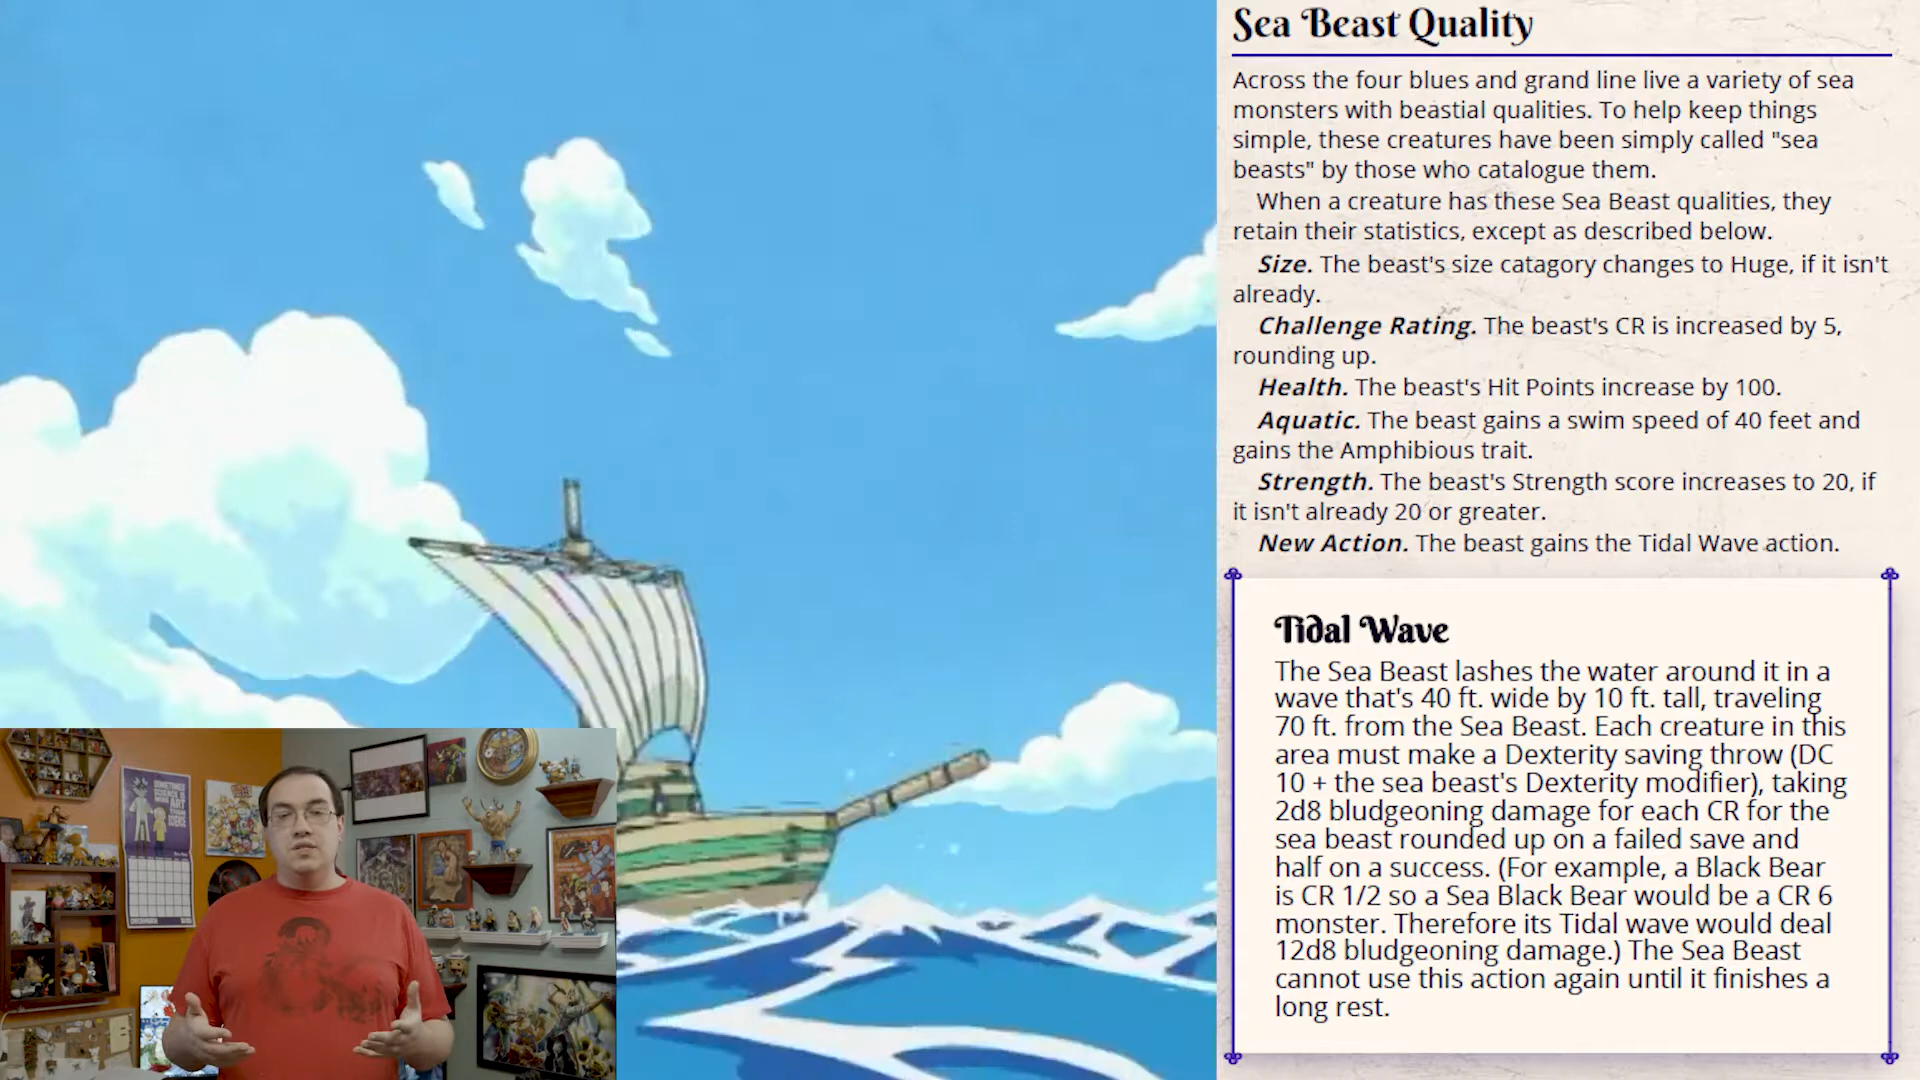 Sea Beast Quality
Across the four blues and grand line live a variety of sea
monsters with beastial qualities. To help keep things
simple, these creatures have been simply called "sea
beasts" by those who catalogue them.
When a creature has these Sea Beast qualities, they
retain their statistics, except as described below.
Size. The beast's size catagory changes to Huge, if it isn't
already.
Challenge Rating. The beast's CR is increased by 5,
rounding up.
Health. The beast's Hit Points increase by 100.
Aquatic. The beast gains a swim speed of 40 feet and
gains the Amphibious trait.
Strength. The beast's Strength score increases to 20, if
it isn't already 20 or greater.
New Action. The beast gains the Tidal Wave action.
Tidal Wave
The Sea Beast lashes the water around it in a
wave that's 40 ft. wide by 10 ft. tall, traveling
70 ft. from the Sea Beast. Each creature in this
area must make a Dexterity saving throw (DC
10 + the sea beast's Dexterity modifier), taking
2d8 bludgeoning damage for each CR for the
sea beast rounded up on a failed save and
half on a success. (For example, a Black Bear
is CR 1/2 so a Sea Black Bear would be a CR 6
monster. Therefore its Tidal wave would deal
12d8 bludgeoning damage.) The Sea Beast
cannot use this action again until it finishes a
long rest.
SOMETIMES
SCIENCE IS
MORE ART
THAN
SCIENCE